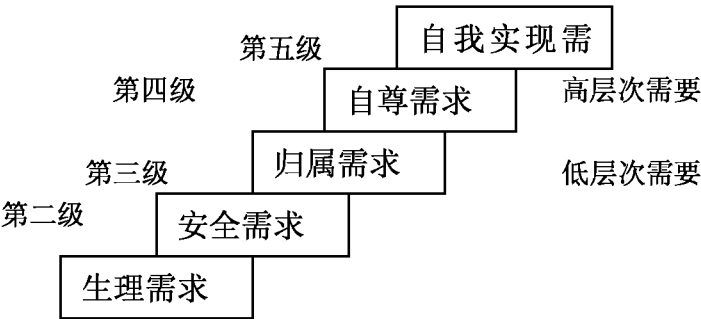 第五级
自我实现需
第四级
自尊需求
高层次需要
第三级
归属需求
低层次需要
第二级
安全需求
生理需求